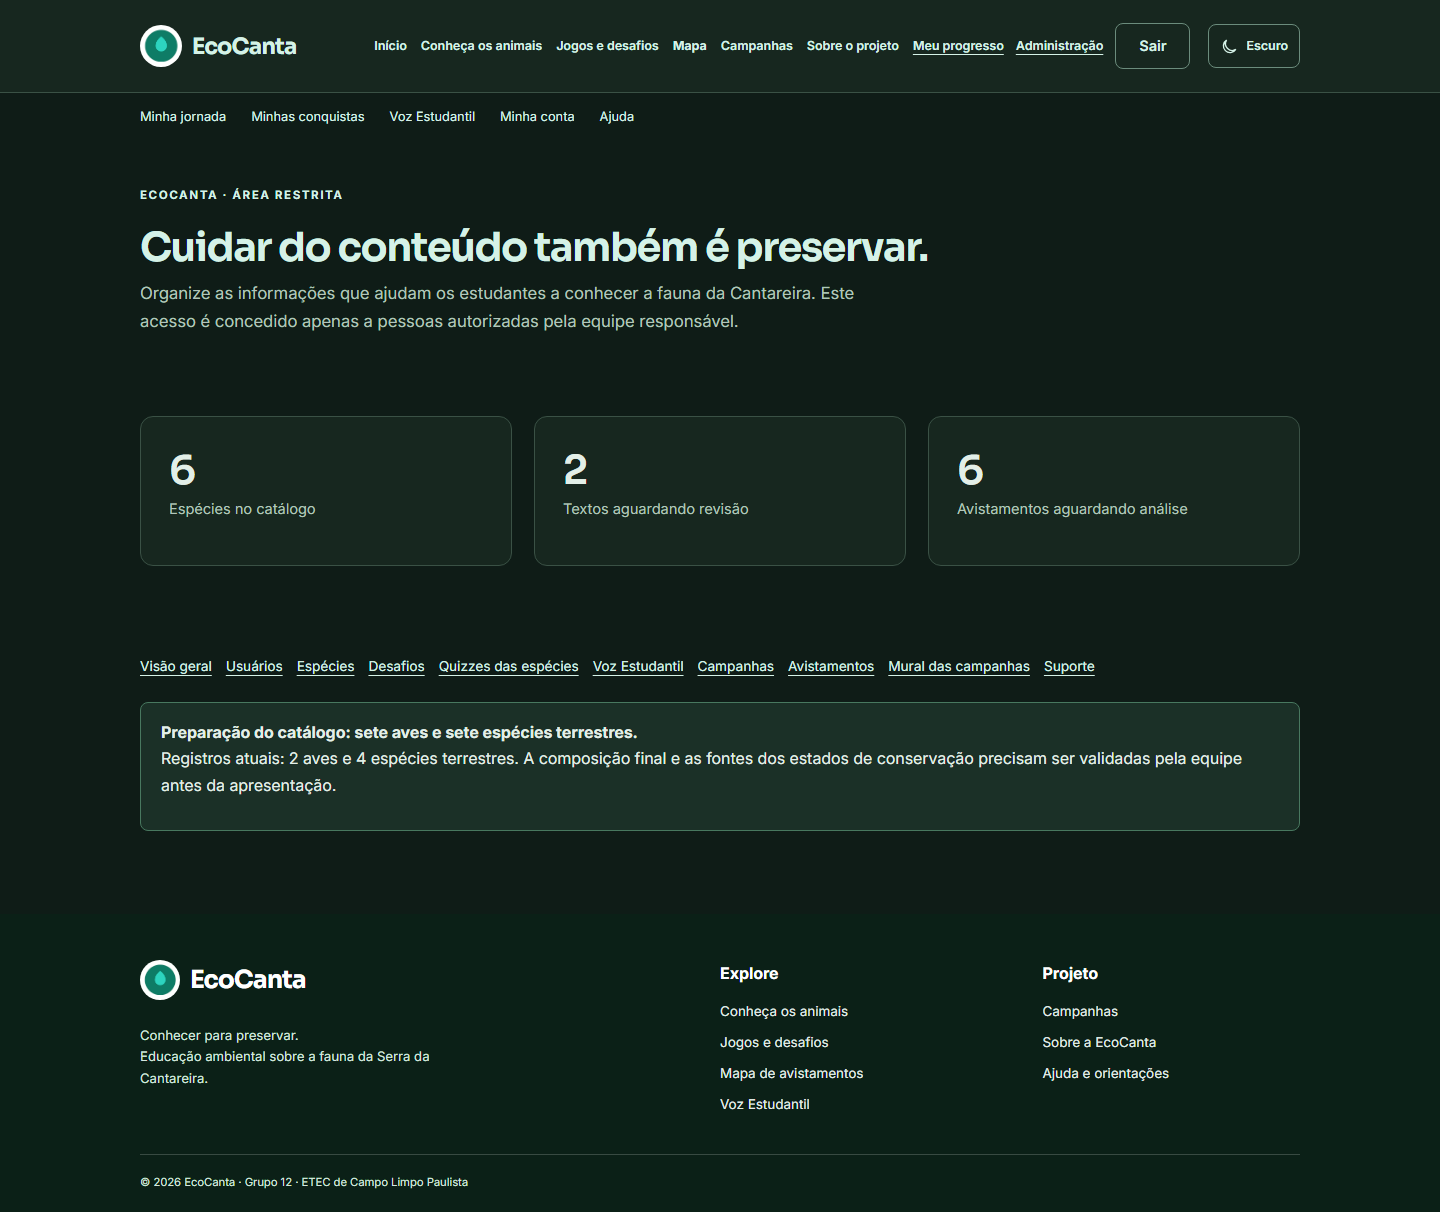 EcoCanta
Início Conheça os animais Jogos e desafios Mapa Campanhas Sobre o projeto Meu progresso Administração Sair Escuro
Minha jornada Minhas conquistas Voz Estudantil Minha conta Ajuda
ECOCANTA · ÁREA RESTRITA
Cuidar do conteúdo também é preservar.
Organize as informações que ajudam os estudantes a conhecer a fauna da Cantareira. Este
acesso é concedido apenas a pessoas autorizadas pela equipe responsável.
6
Espécies no catálogo
2
Textos aguardando revisão
6
Avistamentos aguardando análise
Visão geral Usuários Espécies Desafios Quizzes das espécies Voz Estudantil Campanhas Avistamentos Mural das campanhas Suporte
Preparação do catálogo: sete aves e sete espécies terrestres.
Registros atuais: 2 aves e 4 espécies terrestres. A composição final e as fontes dos estados de conservação precisam ser validadas pela equipe
antes da apresentação.
EcoCanta
Conhecer para preservar.
Educação ambiental sobre a fauna da Serra da
Cantareira.
Explore
Conheça os animais
Jogos e desafios
Mapa de avistamentos
Voz Estudantil
Projeto
Campanhas
Sobre a EcoCanta
Ajuda e orientações
© 2026 EcoCanta · Grupo 12 · ETEC de Campo Limpo Paulista